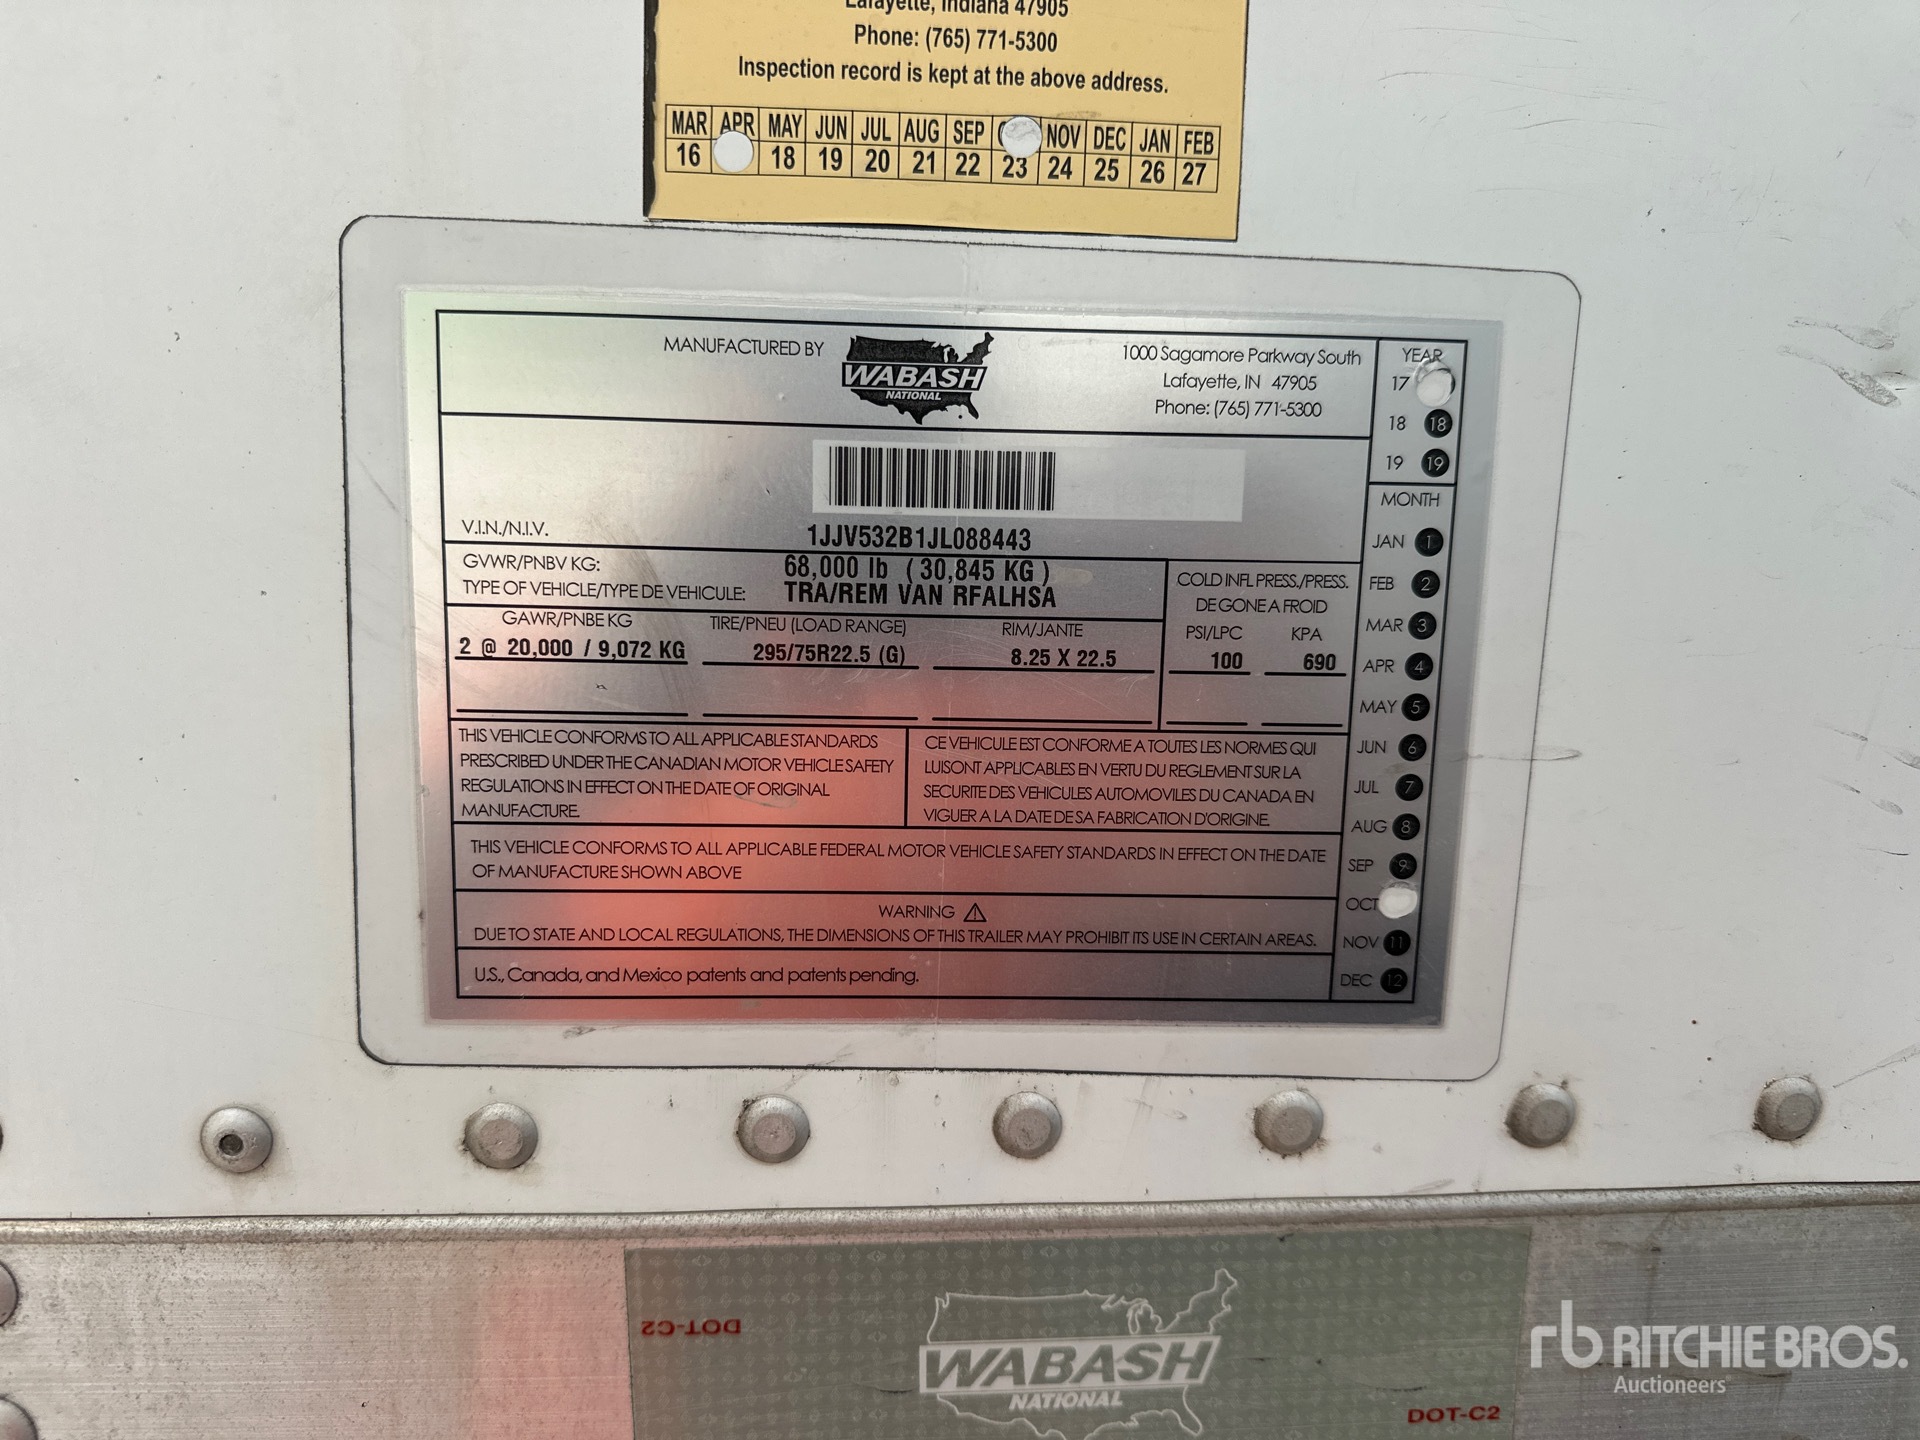 Lafayette, Indiana 47905
Phone: (765) 771-5300
Inspection record is kept at the above address.
MAR APR MAY JUN JUL AUG SEP NOV DEC JAN FEB
16 18 19 20 21 22 23 24 25 26 27
MANUFACTURED BY
WABASH
NATIONAL
1000 Sagamore Parkway South
Lafayette, IN 47905
Phone: (765) 771-5300
YEAR
17
18 18
19 19
MONTH
JAN 1
FEB 2
MAR 3
APR 4
MAY 5
JUN 6
JUL 7
AUG 8
SEP 9
OCT
NOV 11
DEC 12
V.I.N./N.I.V. 1JJV532B1JL088443
GVWR/PNBV KG: 68,000 lb ( 30,845 KG )
TYPE OF VEHICLE/TYPE DE VEHICULE: TRA/REM VAN RFALHSA
COLD INFL PRESS./PRESS.
DE GONE A FROID
GAWR/PNBE KG TIRE/PNEU (LOAD RANGE) RIM/JANTE PSI/LPC KPA
2 @ 20,000 / 9,072 KG 295/75R22.5 (G) 8.25 X 22.5 100 690
THIS VEHICLE CONFORMS TO ALL APPLICABLE STANDARDS
PRESCRIBED UNDER THE CANADIAN MOTOR VEHICLE SAFETY
REGULATIONS IN EFFECT ON THE DATE OF ORIGINAL
MANUFACTURE.
CE VEHICULE EST CONFORME A TOUTES LES NORMES QUI
LUI SONT APPLICABLES EN VERTU DU REGLEMENT SUR LA
SECURITE DES VEHICULES AUTOMOVILES DU CANADA EN
VIGUER A LA DATE DE SA FABRICATION D'ORIGINE.
THIS VEHICLE CONFORMS TO ALL APPLICABLE FEDERAL MOTOR VEHICLE SAFETY STANDARDS IN EFFECT ON THE DATE
OF MANUFACTURE SHOWN ABOVE
WARNING
DUE TO STATE AND LOCAL REGULATIONS, THE DIMENSIONS OF THIS TRAILER MAY PROHIBIT ITS USE IN CERTAIN AREAS.
U.S., Canada, and Mexico patents and patents pending.
DOT-C2
WABASH
NATIONAL
DOT-C2
rb RITCHIE BROS.
Auctioneers